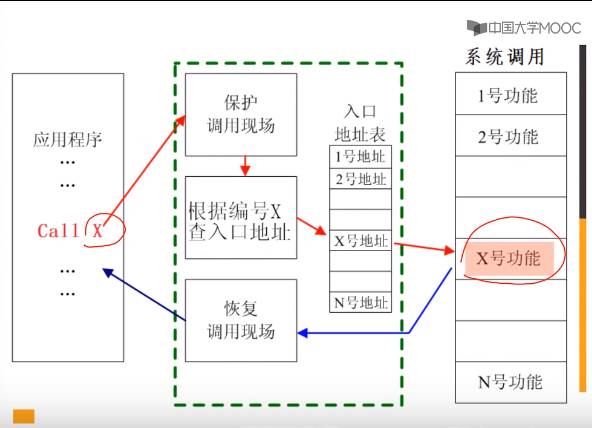 中国大学MOOC
系统调用
应用程序
...
...
Call X
...
...
保护
调用现场
根据编号X
查入口地址
恢复
调用现场
入口
地址表
1号地址
2号地址
X号地址
N号地址
1号功能
2号功能
X号功能
N号功能